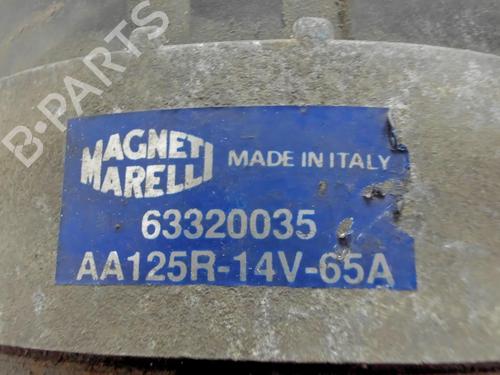 MAGNETI MARELLI
MADE IN ITALY
63320035
AA125R-14V-65A
B-PARTS